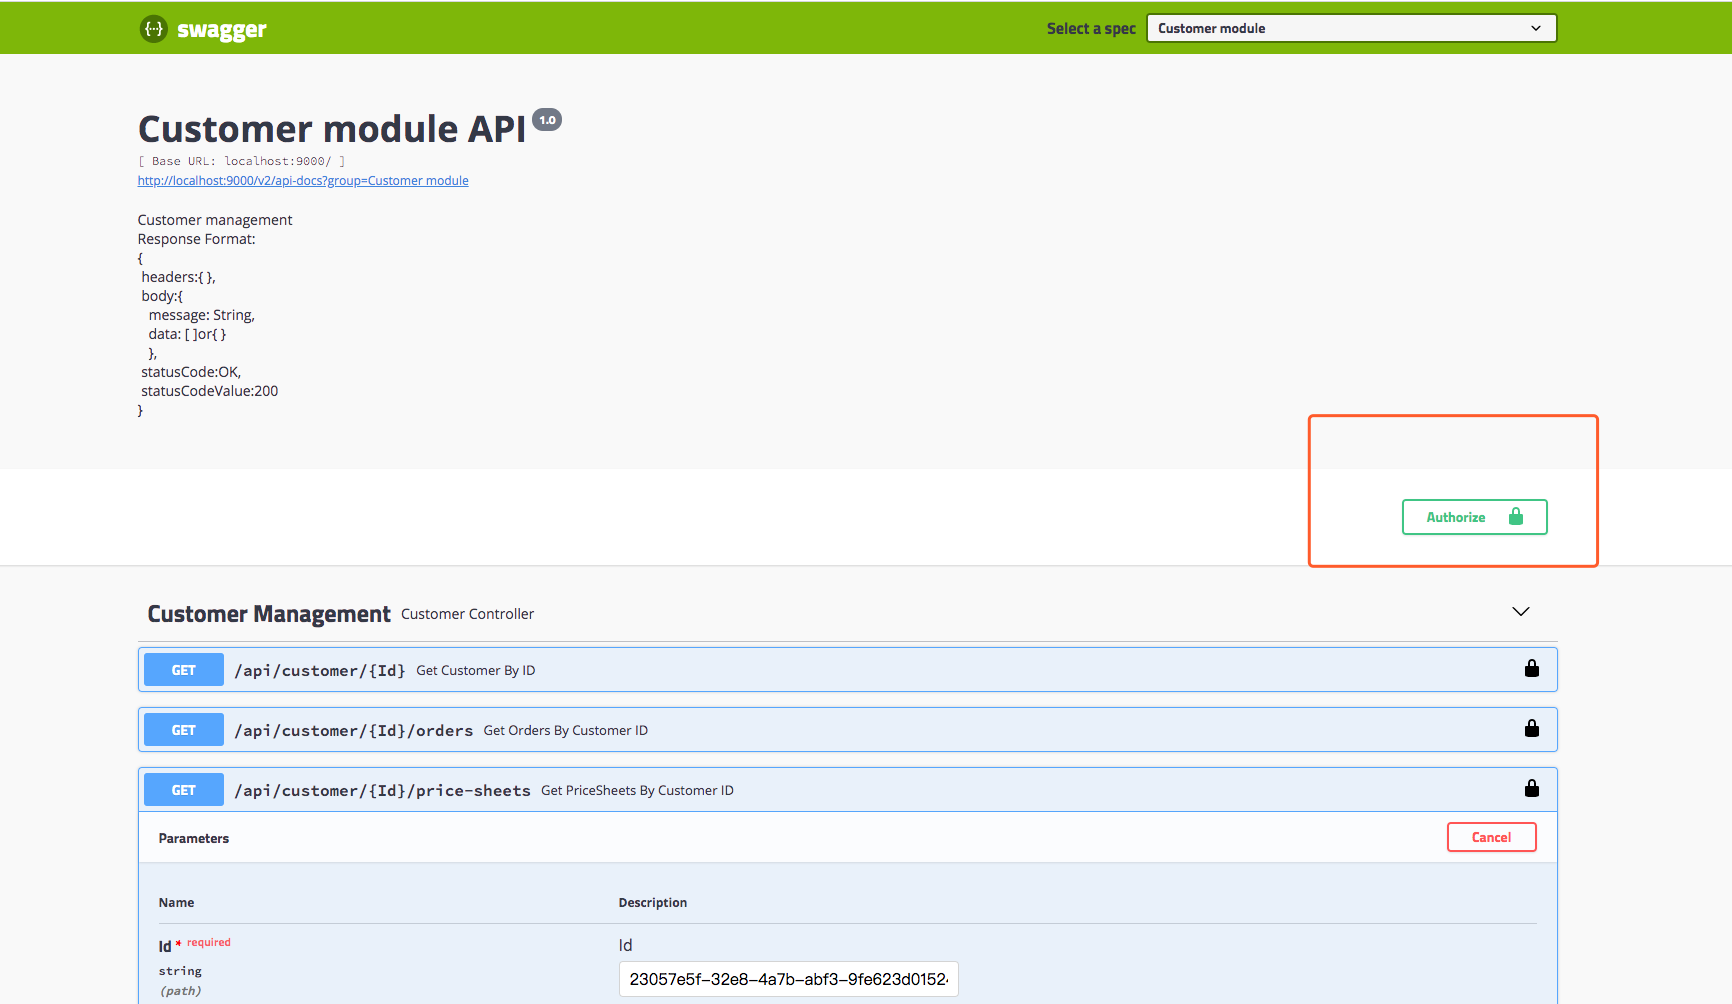 {··} swagger
Select a spec Customer module
Customer module API 1.0
[ Base URL: localhost:9000/ ]
http://localhost:9000/v2/api-docs?group=Customer module
Customer management
Response Format:
{
headers:{ },
body:{
message: String,
data: [ ]or{ }
},
statusCode:OK,
statusCodeValue:200
}
Authorize
Customer Management Customer Controller
GET /api/customer/{Id} Get Customer By ID
GET /api/customer/{Id}/orders Get Orders By Customer ID
GET /api/customer/{Id}/price-sheets Get PriceSheets By Customer ID
Parameters Cancel
Name Description
Id * required Id
string
(path)
23057e5f-32e8-4a7b-abf3-9fe623d0152